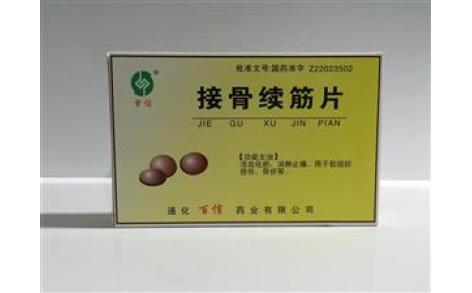 批准文号:国药准字 Z22023502
接骨续筋片
JIE GU XU JIN PIAN
【功能主治】
活血化瘀，消肿止痛。用于软组织
损伤，骨折等。
通化 百信 药业有限公司